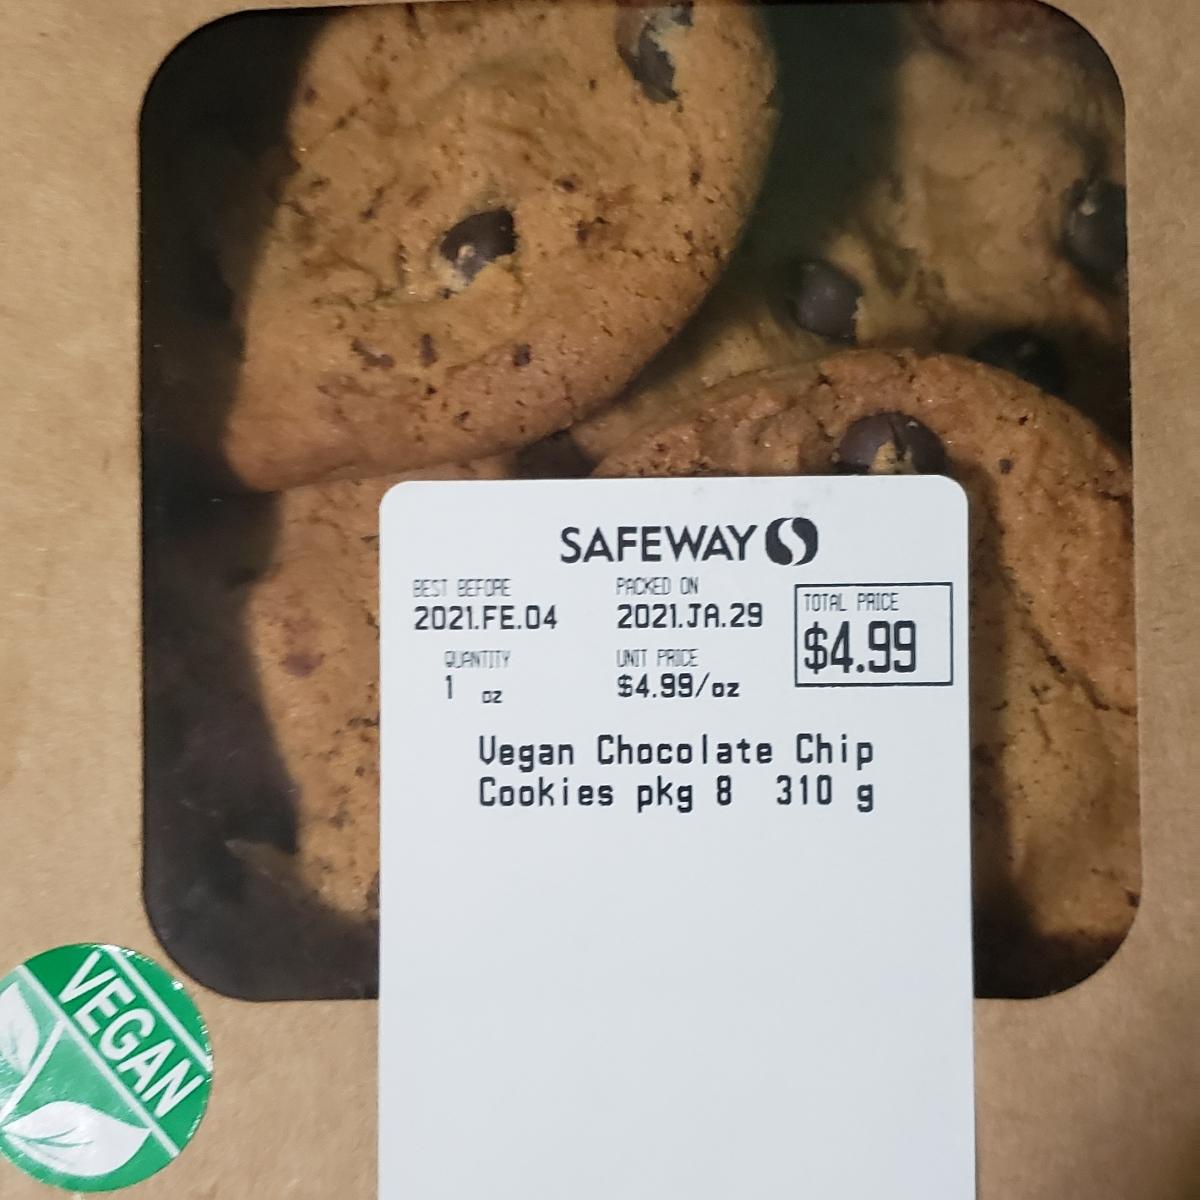 SAFEWAY
BEST BEFORE PACKED ON TOTAL PRICE
2021.FE.04 2021.JA.29 $4.99
QUANTITY UNIT PRICE
1 oz $4.99/oz
Vegan Chocolate Chip
Cookies pkg 8 310 g
VEGAN